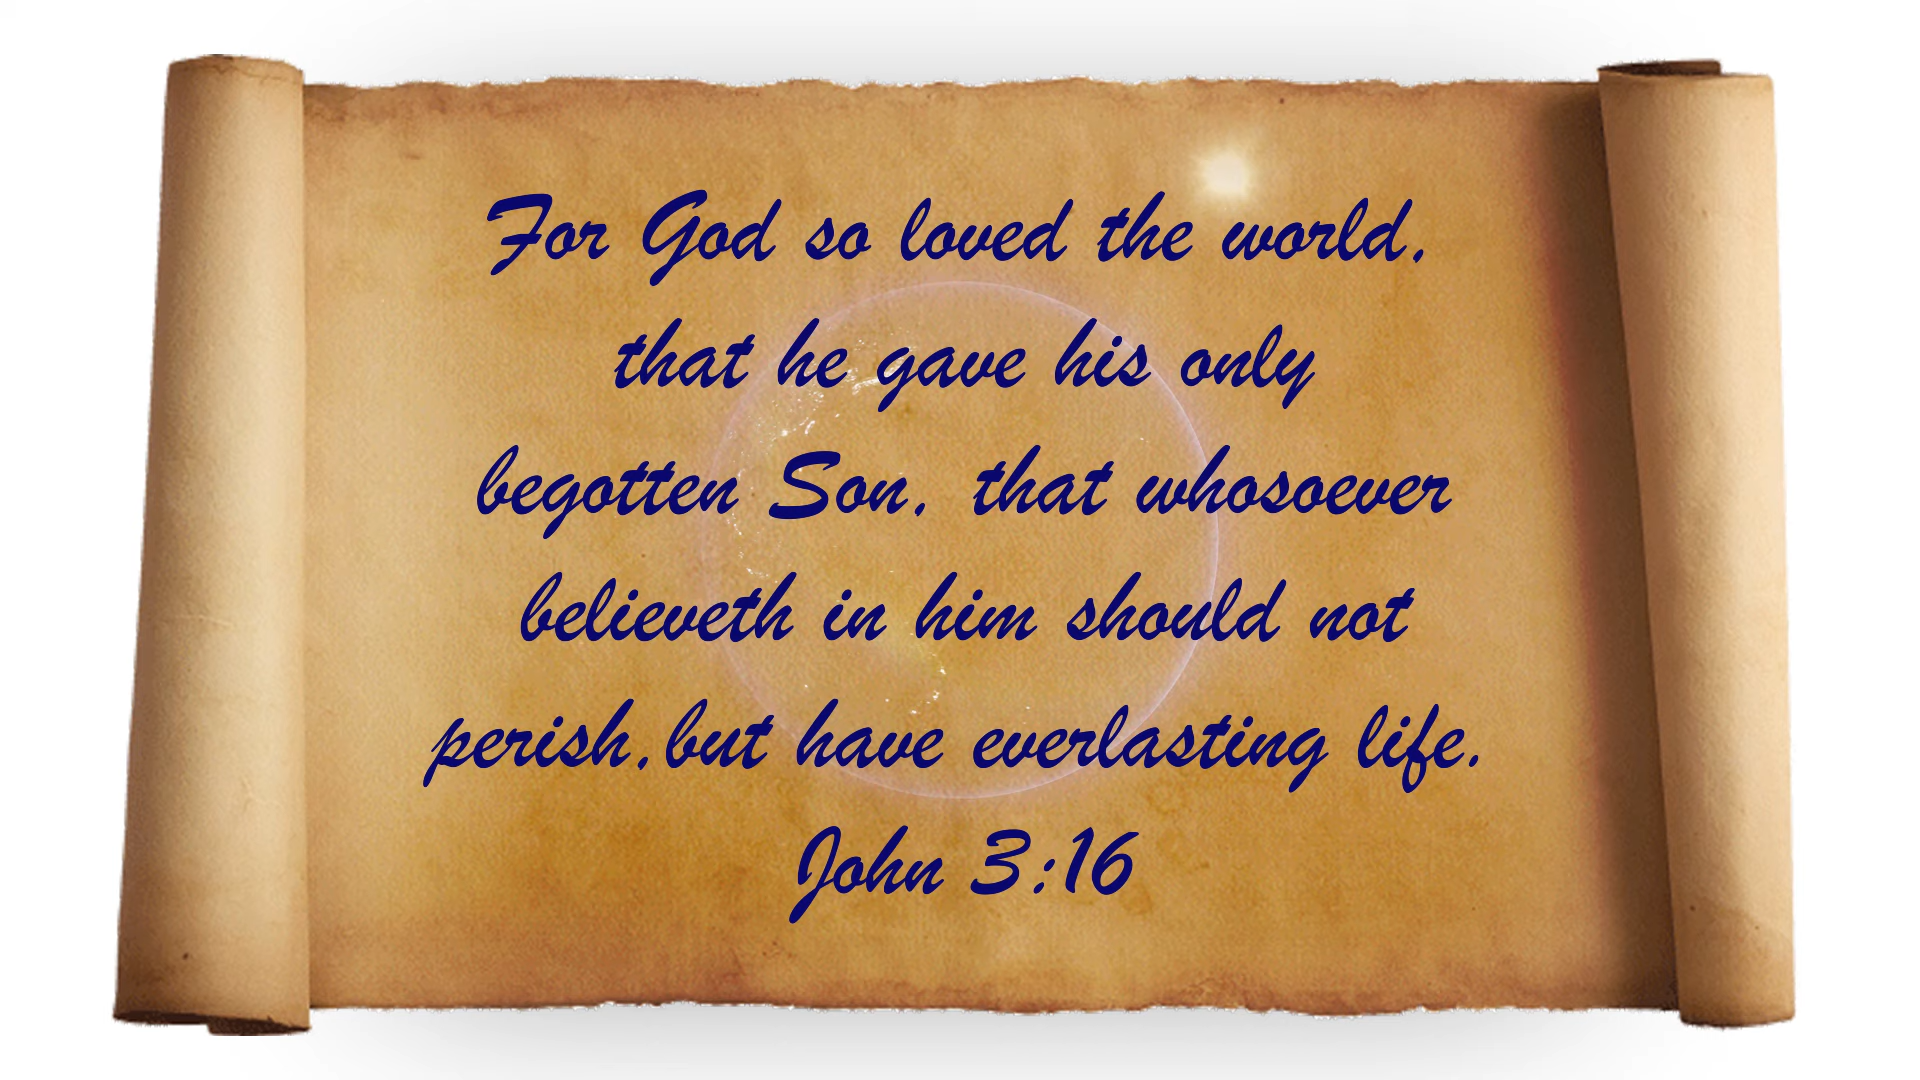 For God so loved the world,
that he gave his only
begotten Son, that whosoever
believeth in him should not
perish,but have everlasting life.
John 3:16